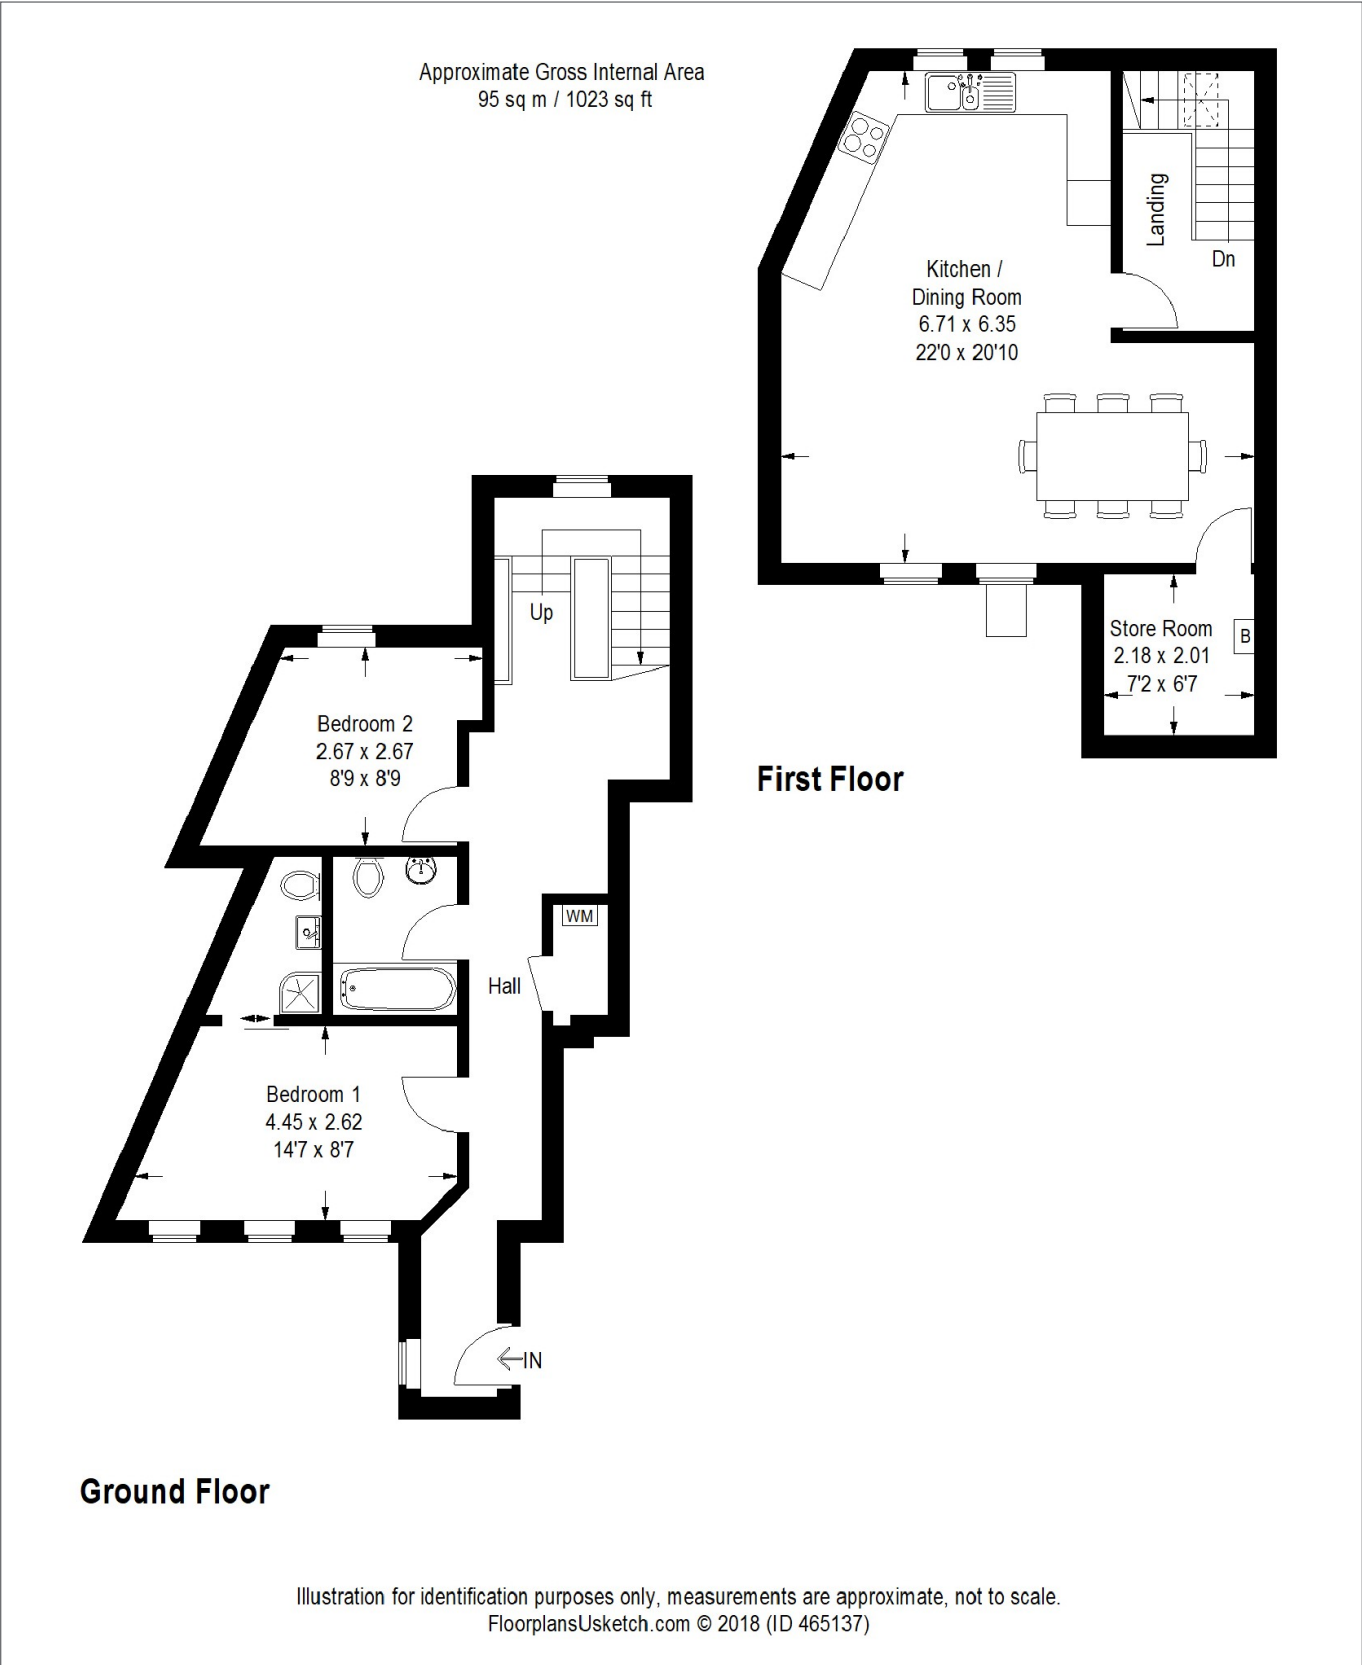 Approximate Gross Internal Area
95 sq m / 1023 sq ft
Landing
Dn
Kitchen /
Dining Room
6.71 x 6.35
22'0 x 20'10
Store Room
2.18 x 2.01
7'2 x 6'7
B
First Floor
Up
Bedroom 2
2.67 x 2.67
8'9 x 8'9
WM
Hall
Bedroom 1
4.45 x 2.62
14'7 x 8'7
IN
Ground Floor
Illustration for identification purposes only, measurements are approximate, not to scale.
FloorplansUsketch.com © 2018 (ID 465137)